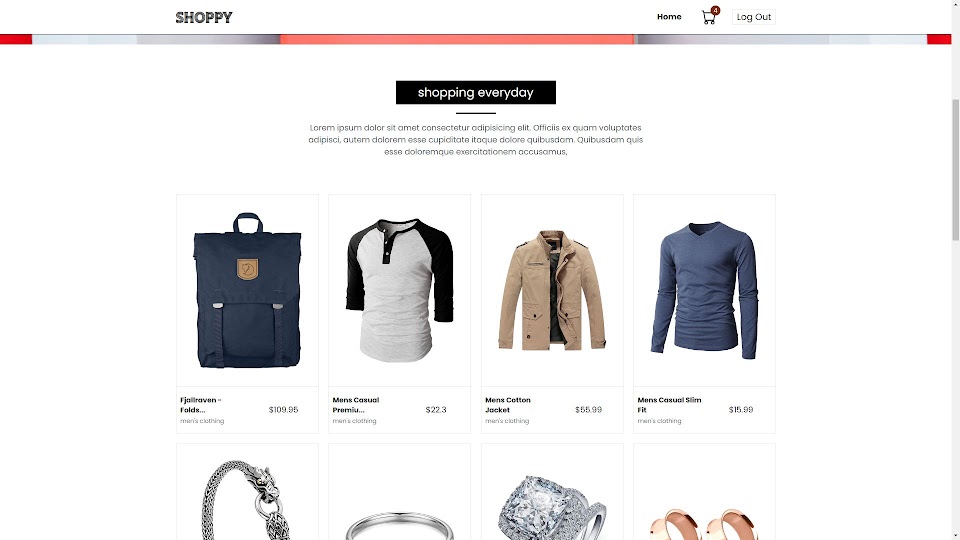 SHOPPY
Home
4
Log Out
shopping everyday
Lorem ipsum dolor sit amet consectetur adipisicing elit. Officiis ex quam voluptates
adipisci, autem dolorem esse cupiditate itaque dolore quibusdam. Quibusdam quis
esse doloremque exercitationem accusamus,
Fjallraven -
Folds...
$109.95
men's clothing
Mens Casual
Premiu...
$22.3
men's clothing
Mens Cotton
Jacket
$55.99
men's clothing
Mens Casual Slim
Fit
$15.99
men's clothing